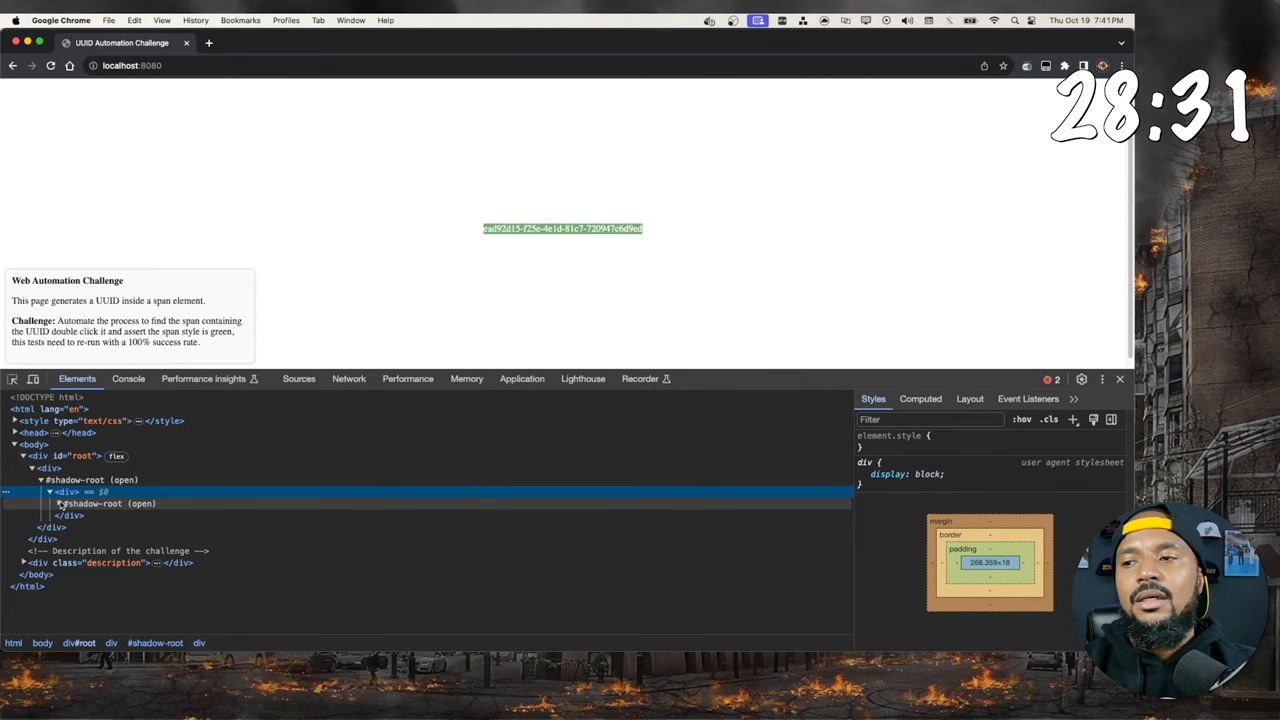 Google Chrome File Edit View History Bookmarks Profiles Tab Window Help Thu Oct 19 7:41PM
UUID Automation Challenge
localhost:8080
28:31
ead92d15-f25e-4e1d-81c7-720947c6d9ed
Web Automation Challenge
This page generates a UUID inside a span element.
Challenge: Automate the process to find the span containing
the UUID double click it and assert the span style is green,
this tests need to re-run with a 100% success rate.
Elements Console Performance insights Sources Network Performance Memory Application Lighthouse Recorder 2
<!DOCTYPE html>
<html lang="en">
<style type="text/css"> … </style>
<head> … </head>
<body>
<div id="root"> flex
<div>
#shadow-root (open)
… <div> == $0
#shadow-root (open)
</div>
</div>
</div>
<!-- Description of the challenge -->
<div class="description"> … </div>
</body>
</html>
html body div#root div #shadow-root div
Styles Computed Layout Event Listeners
Filter :hov .cls
element.style {
}
div { user agent stylesheet
display: block;
}
margin -
border -
padding -
- - - 268.359×18 - - -
-
-
-